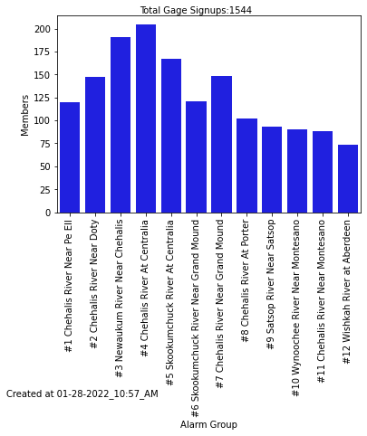 Total Gage Signups:1544
200
175
150
125
100
75
50
25
0
Members
#1 Chehalis River Near Pe Ell
#2 Chehalis River Near Doty
#3 Newaukum River Near Chehalis
#4 Chehalis River At Centralia
#5 Skookumchuck River At Centralia
#6 Skookumchuck River Near Grand Mound
#7 Chehalis River Near Grand Mound
#8 Chehalis River At Porter
#9 Satsop River Near Satsop
#10 Wynoochee River Near Montesano
#11 Chehalis River Near Montesano
#12 Wishkah River at Aberdeen
Created at 01-28-2022_10:57_AM
Alarm Group